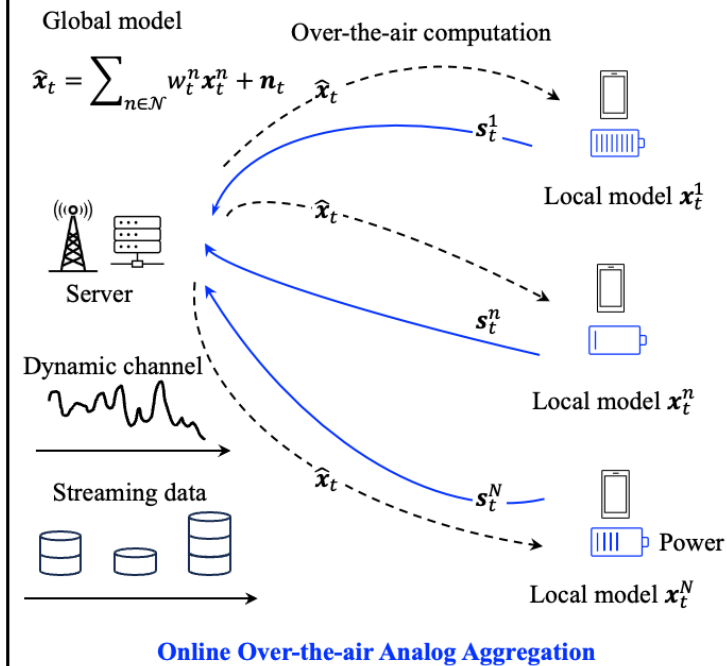 Global model
Over-the-air computation
x̂_t = ∑_{n∈𝒩} w_t^n x_t^n + n_t
x̂_t
s_t^1
Local model x_t^1
x̂_t
Server
s_t^n
Dynamic channel
Local model x_t^n
x̂_t
Streaming data
s_t^N
Power
Local model x_t^N
Online Over-the-air Analog Aggregation